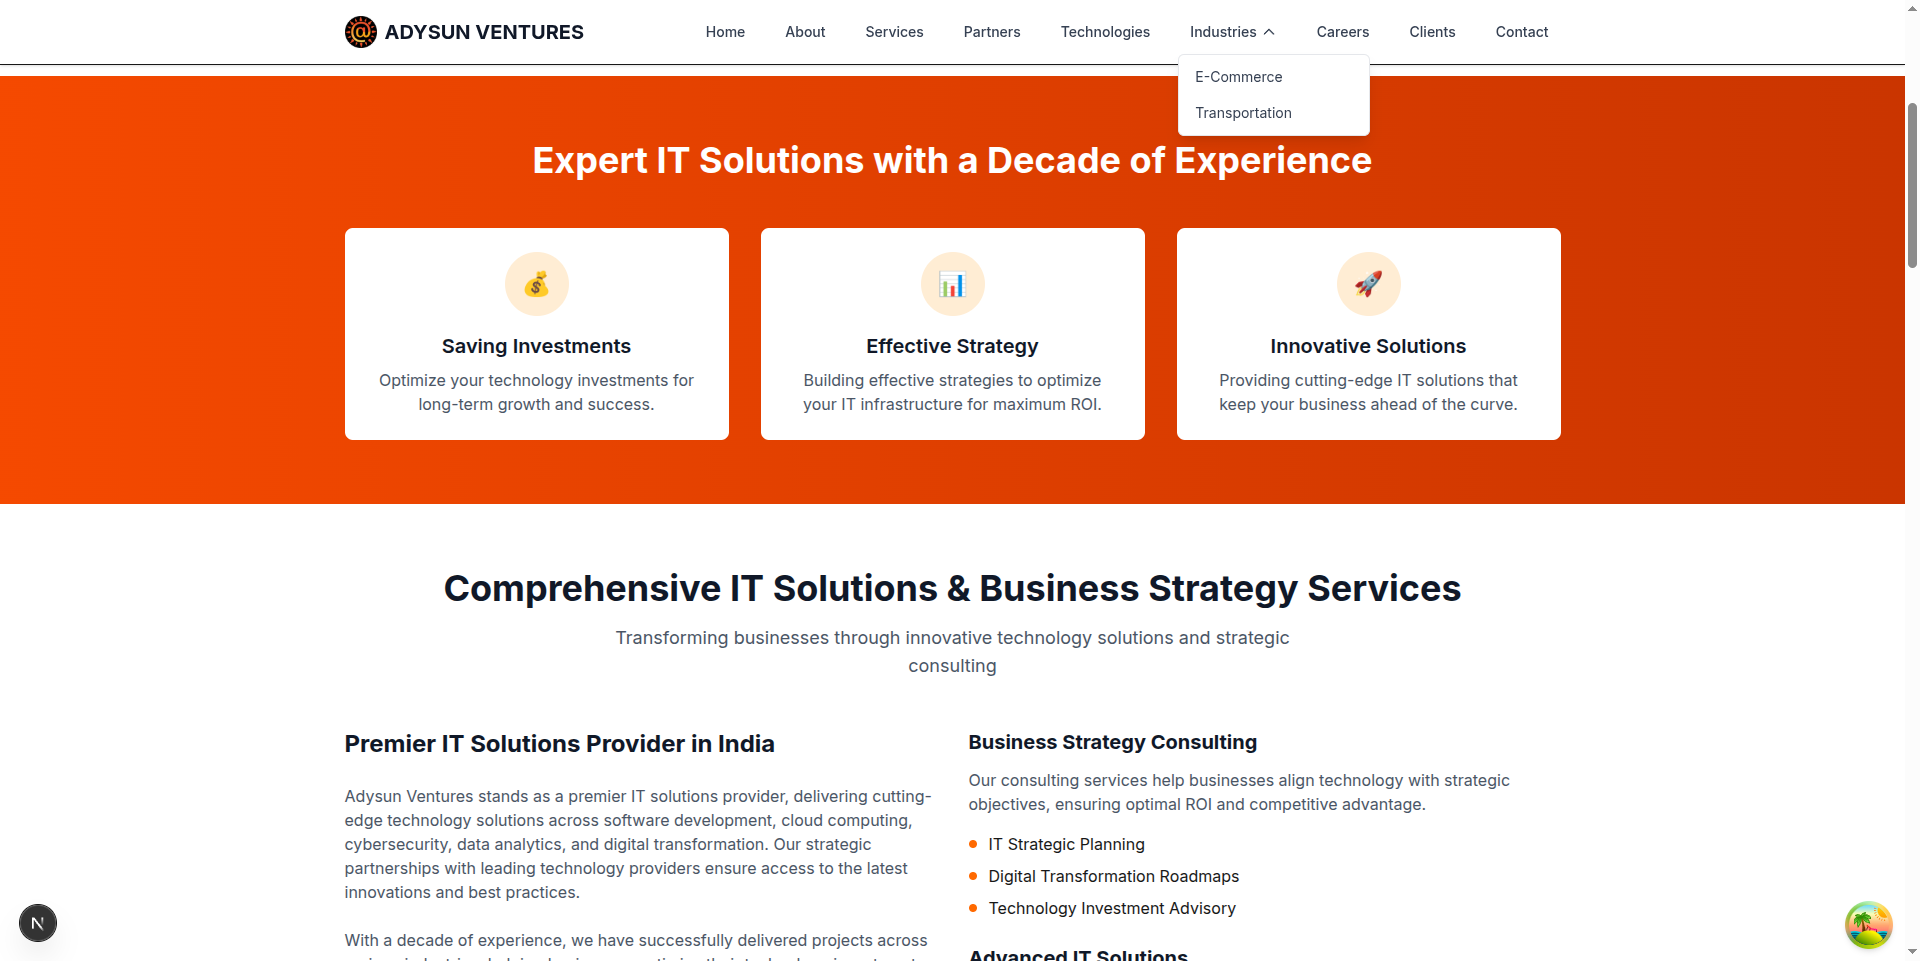 ADYSUN VENTURES
Home About Services Partners Technologies Industries Careers Clients Contact
E-Commerce
Transportation
Expert IT Solutions with a Decade of Experience
Saving Investments
Optimize your technology investments for
long-term growth and success.
Effective Strategy
Building effective strategies to optimize
your IT infrastructure for maximum ROI.
Innovative Solutions
Providing cutting-edge IT solutions that
keep your business ahead of the curve.
Comprehensive IT Solutions & Business Strategy Services
Transforming businesses through innovative technology solutions and strategic
consulting
Premier IT Solutions Provider in India
Adysun Ventures stands as a premier IT solutions provider, delivering cutting-
edge technology solutions across software development, cloud computing,
cybersecurity, data analytics, and digital transformation. Our strategic
partnerships with leading technology providers ensure access to the latest
innovations and best practices.
With a decade of experience, we have successfully delivered projects across
Business Strategy Consulting
Our consulting services help businesses align technology with strategic
objectives, ensuring optimal ROI and competitive advantage.
IT Strategic Planning
Digital Transformation Roadmaps
Technology Investment Advisory
Advanced IT Solutions
N